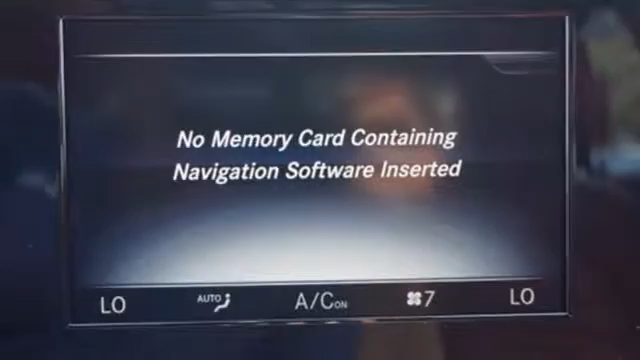 No Memory Card Containing
Navigation Software Inserted
LO AUTO A/C ON 7 LO